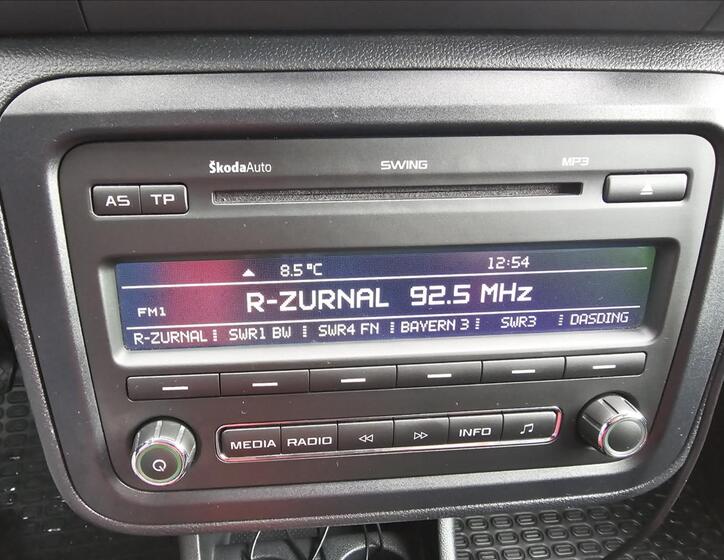 ŠkodaAuto SWING MP3
AS TP
8.5 °C 12:54
FM1 R-ZURNAL 92.5 MHz
R-ZURNAL SWR1 BW SWR4 FN BAYERN 3 SWR3 DASDING
MEDIA RADIO INFO